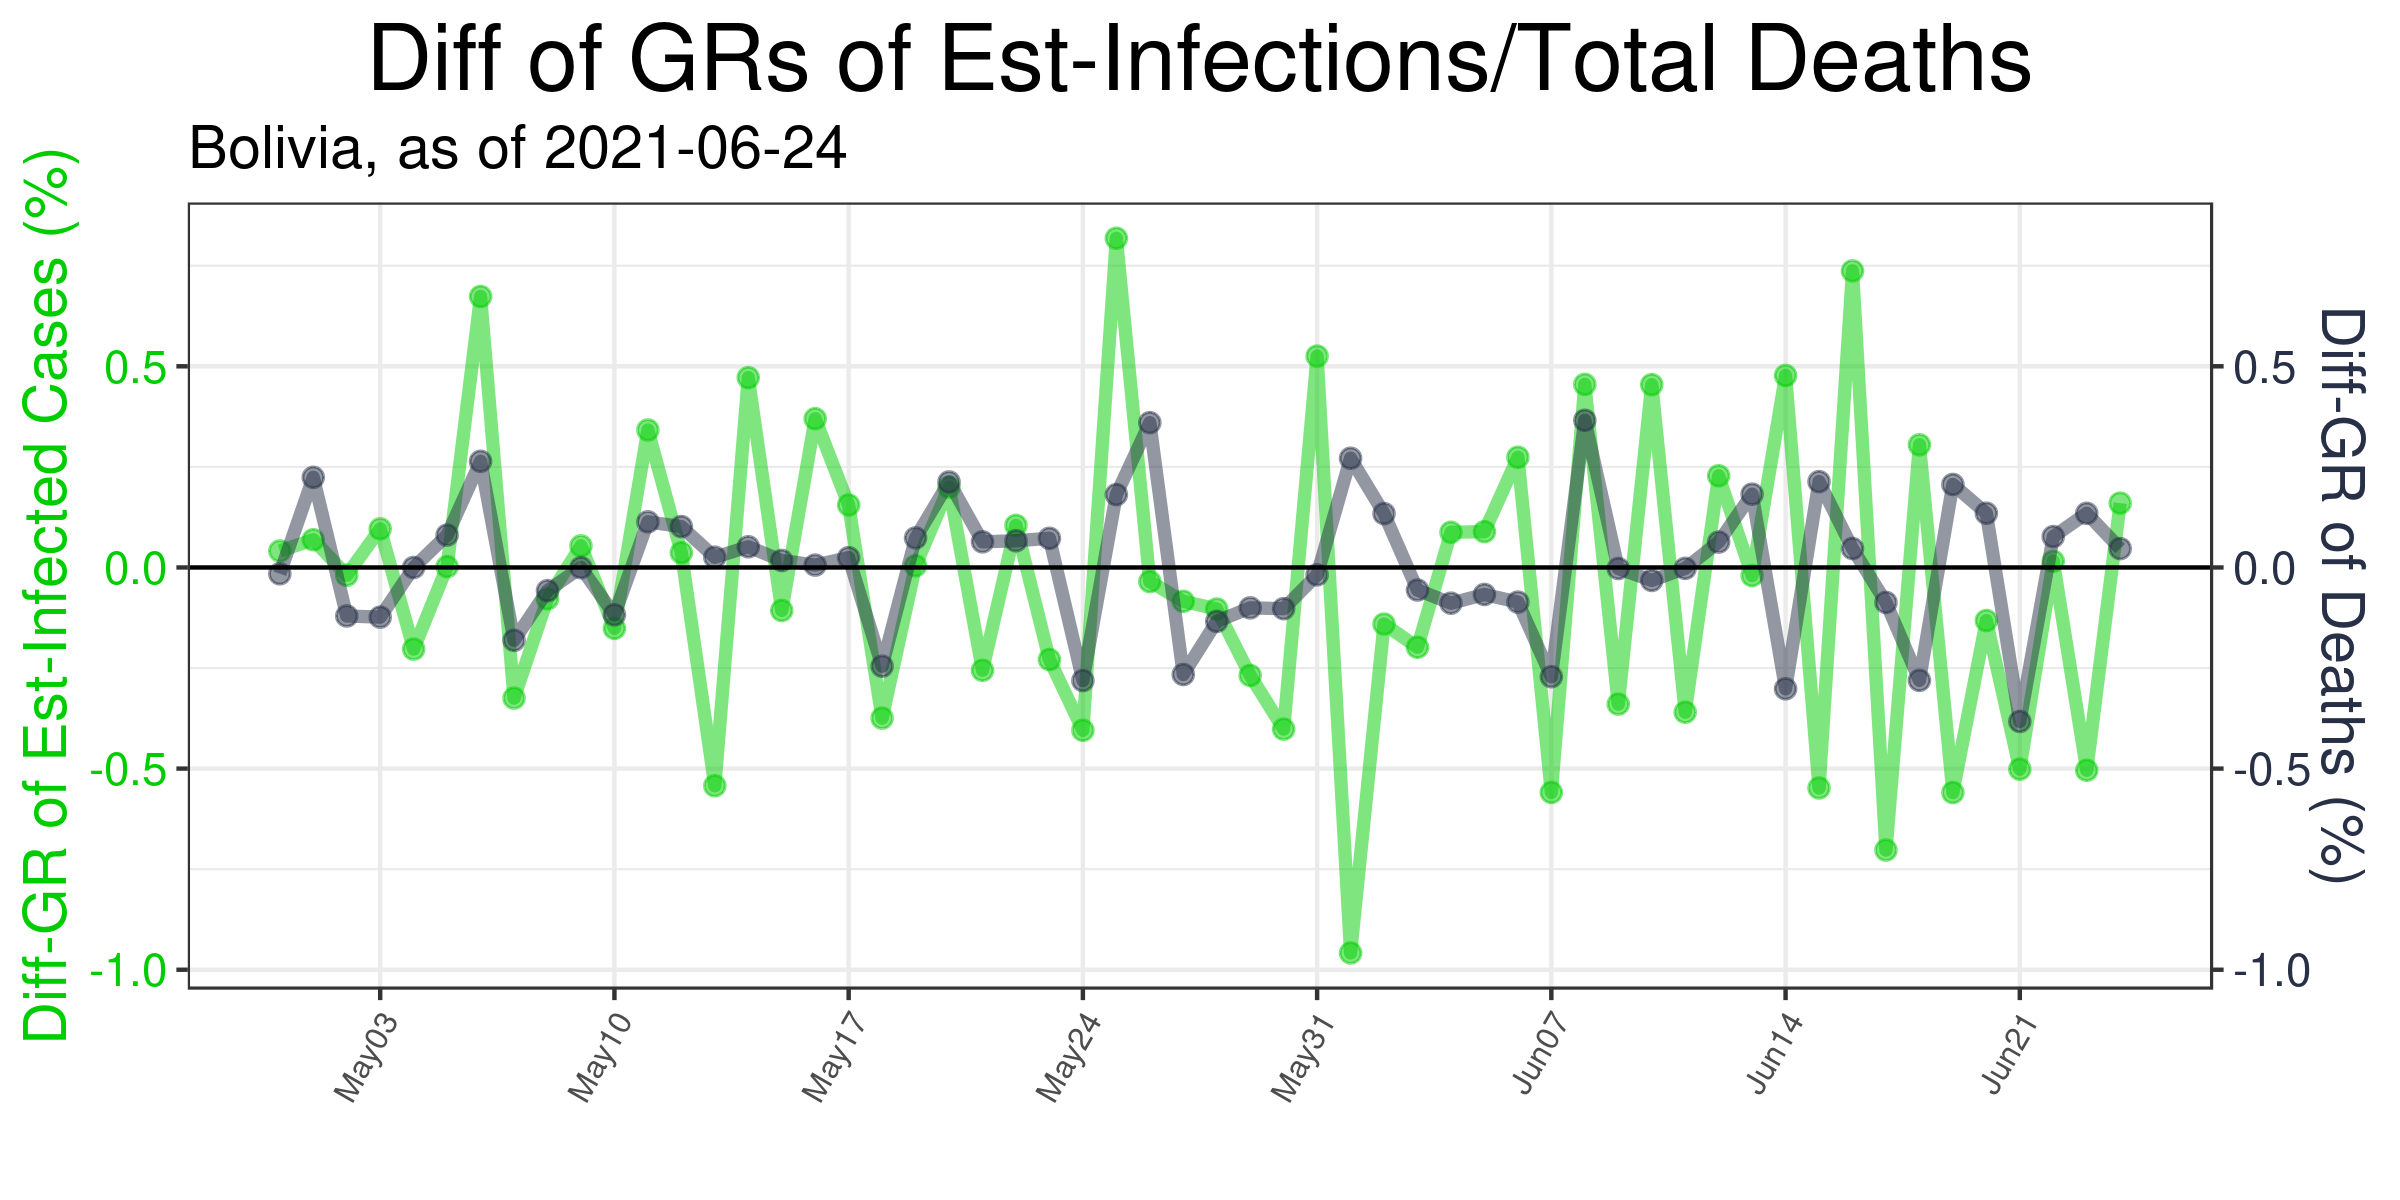 Diff of GRs of Est-Infections/Total Deaths
Bolivia, as of 2021-06-24
Diff-GR of Est-Infected Cases (%)
0.5
0.0
-0.5
-1.0
0.5
0.0
-0.5
-1.0
Diff-GR of Deaths (%)
May03
May10
May17
May24
May31
Jun07
Jun14
Jun21